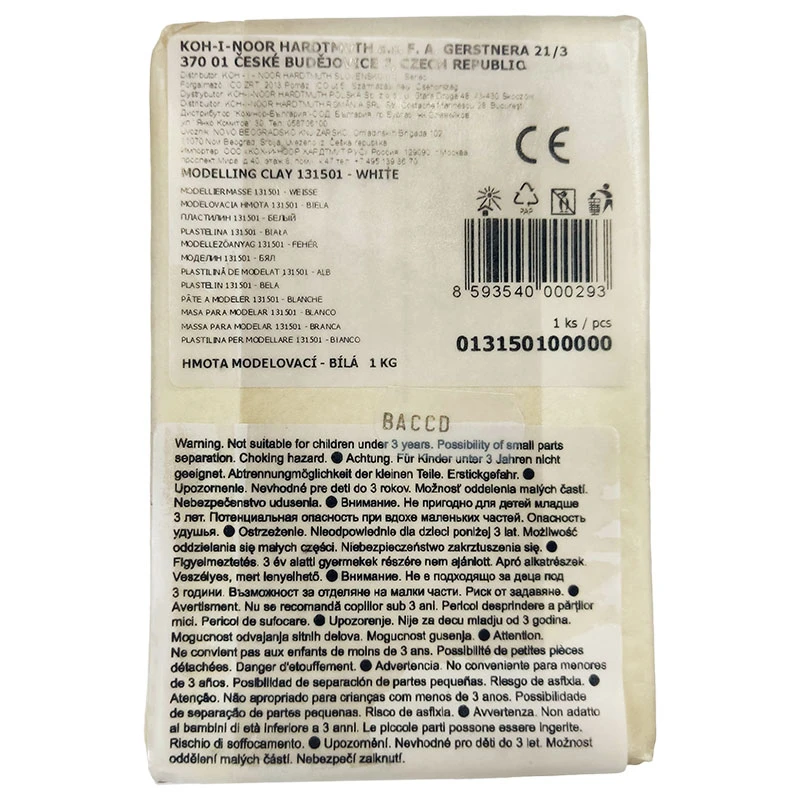 KOH-I-NOOR HARDTMUTH F. A. GERSTNERA 21/3
370 01 ČESKÉ BUDĚJOVICE CZECH REPUBLIC
Distributor: KOH-I-NOOR HARDTMUTH
KOH-I-NOOR HARDTMUTH POLSKA
KOH-I-NOOR HARDTMUTH ROMÂNIA SRL
MODELLING CLAY 131501 - WHITE
MODELLIERMASSE 131501 - WEISSE
MODELOVACIA HMOTA 131501 - BIELA
ПЛАСТИЛИН 131501 - БЕЛЫЙ
PLASTELINA 131501 - BIAŁA
MODELLEZŐANYAG 131501 - FEHÉR
МОДЕЛИН 131501 - БЯЛ
PLASTILINĂ DE MODELAT 131501 - ALB
PLASTELIN 131501 - BELA
PÂTE A MODELER 131501 - BLANCHE
MASA PARA MODELAR 131501 - BLANCO
MASSA PARA MODELAR 131501 - BRANCA
PLASTILINA PER MODELLARE 131501 - BIANCO
HMOTA MODELOVACÍ - BÍLÁ 1 KG
CE
PAP
8 593540 000293
1 ks / pcs
013150100000
BACCD
Warning. Not suitable for children under 3 years. Possibility of small parts
separation. Choking hazard. ● Achtung. Für Kinder unter 3 Jahren nicht
geeignet. Abtrennungmöglichkeit der kleinen Teile. Erstickgefahr. ●
Upozornenie. Nevhodné pre deti do 3 rokov. Možnosť oddelenia malých častí.
Nebezpečenstvo udusenia. ● Внимание. Не пригодно для детей младше
3 лет. Потенциальная опасность при вдохе маленьких частей. Опасность
удушья. ● Ostrzeżenie. Nieodpowiednie dla dzieci poniżej 3 lat. Możliwość
oddzielania się małych części. Niebezpieczeństwo zakrztuszenia się. ●
Figyelmeztetés. 3 év alatti gyermekek részére nem ajánlott. Apró alkatrészek.
Veszélyes, mert lenyelhető. ● Внимание. Не е подходящо за деца под
3 години. Възможност за отделяне на малки части. Риск от задавяне. ●
Avertisment. Nu se recomandă copiilor sub 3 ani. Pericol desprindere a părților
mici. Pericol de sufocare. ● Upozorenje. Nije za decu mlađu od 3 godina.
Mogucnost odvajanja sitnih delova. Mogucnost gusenja. ● Attention.
Ne convient pas aux enfants de moins de 3 ans. Possibilité de petites pièces
détachées. Danger d'etouffement. ● Advertencia. No conveniente para menores
de 3 años. Posibilidad de separación de partes pequeñas. Riesgo de asfixia. ●
Atenção. Não apropriado para crianças com menos de 3 anos. Possibilidade
de separação de partes pequenas. Risco de asfixia. ● Avvertenza. Non adatto
ai bambini di età inferiore a 3 anni. Le piccole parti possone essere ingerite.
Rischio di soffocamento. ● Upozornění. Nevhodné pro děti do 3 let. Možnost
oddělení malých částí. Nebezpečí zalknutí.